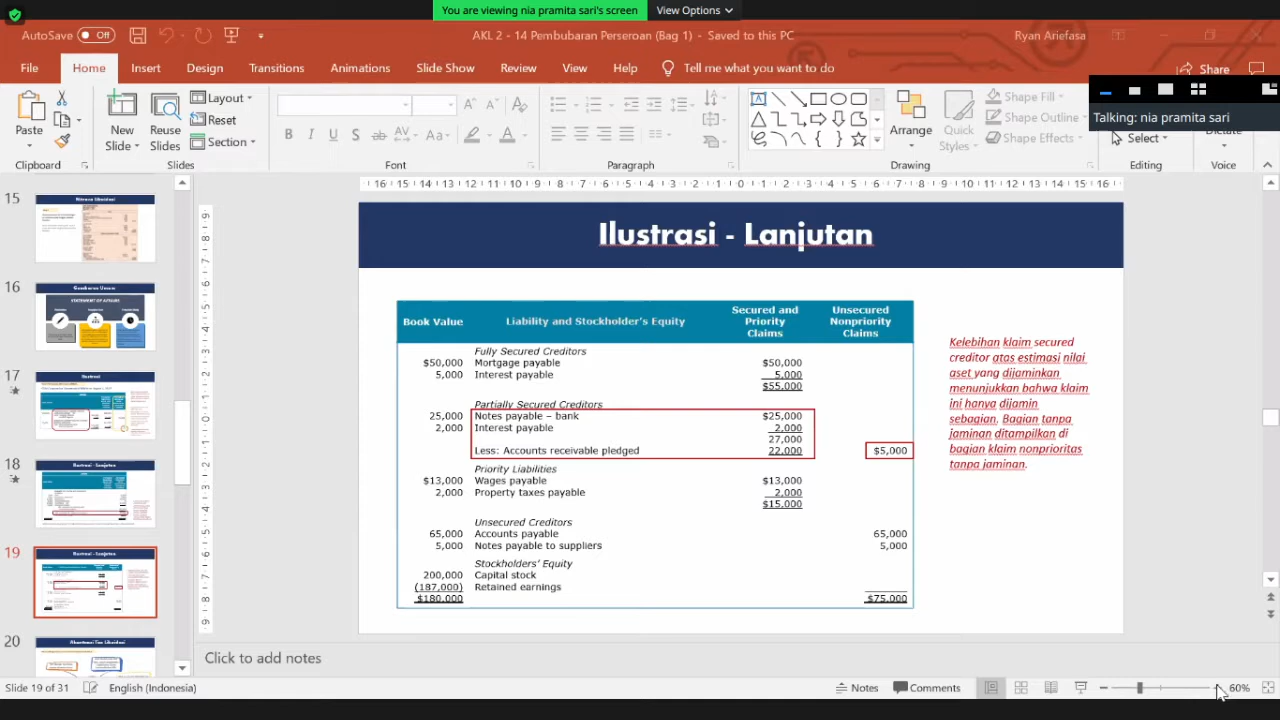 You are viewing nia pramita sari's screen
View Options
AutoSave Off
AKL 2 - 14 Pembubaran Perseroan (Bag 1) - Saved to this PC
Ryan Ariefasa
File Home Insert Design Transitions Animations Slide Show Review View Help Tell me what you want to do
Share
Talking: nia pramita sari
Paste
New Slide
Reuse Slides
Layout
Reset
Section
Arrange
Quick Styles
Shape Fill
Shape Outline
Shape Effects
Select
Dictate
Clipboard
Slides
Font
Paragraph
Drawing
Editing
Voice
15
16
STATEMENT OF AFFAIRS
17
18
19
20
Ilustrasi - Lanjutan
Book Value Liability and Stockholder's Equity Secured and Priority Claims Unsecured Nonpriority Claims
Fully Secured Creditors
$50,000 Mortgage payable $50,000
5,000 Interest payable 5,000
$55,000
Partially Secured Creditors
25,000 Notes payable – bank $25,000
2,000 Interest payable 2,000
27,000
Less: Accounts receivable pledged 22,000 $5,000
Priority Liabilities
$13,000 Wages payable $13,000
2,000 Property taxes payable 2,000
$15,000
Unsecured Creditors
65,000 Accounts payable 65,000
5,000 Notes payable to suppliers 5,000
Stockholders' Equity
200,000 Capital stock
(187,000) Retained earnings
$180,000 $75,000
Kelebihan klaim secured
creditor atas estimasi nilai
aset yang dijaminkan
menunjukkan bahwa klaim
ini hanya dijamin
sebagian. Bagian tanpa
jaminan ditampilkan di
bagian klaim nonprioritas
tanpa jaminan.
Click to add notes
Slide 19 of 31
English (Indonesia)
Notes
Comments
60%